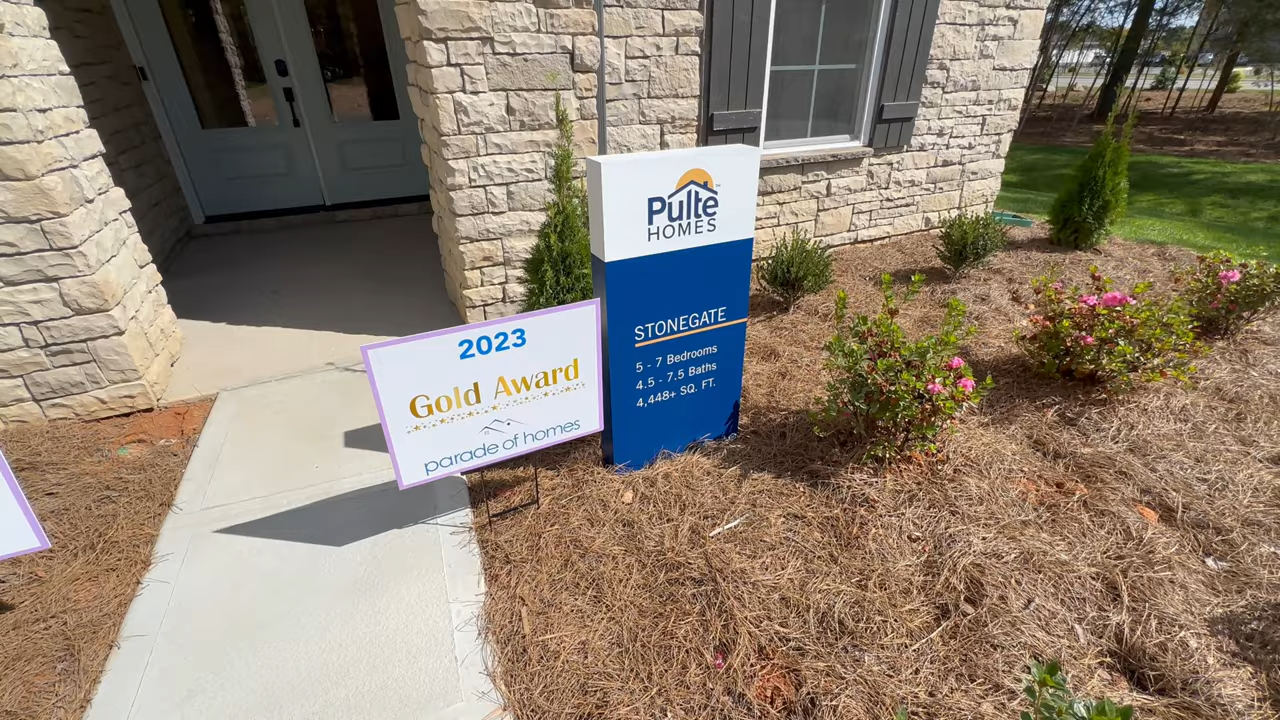 Pulte
HOMES
STONEGATE
5 - 7 Bedrooms
4.5 - 7.5 Baths
4,448+ SQ. FT.
2023
Gold Award
parade of homes